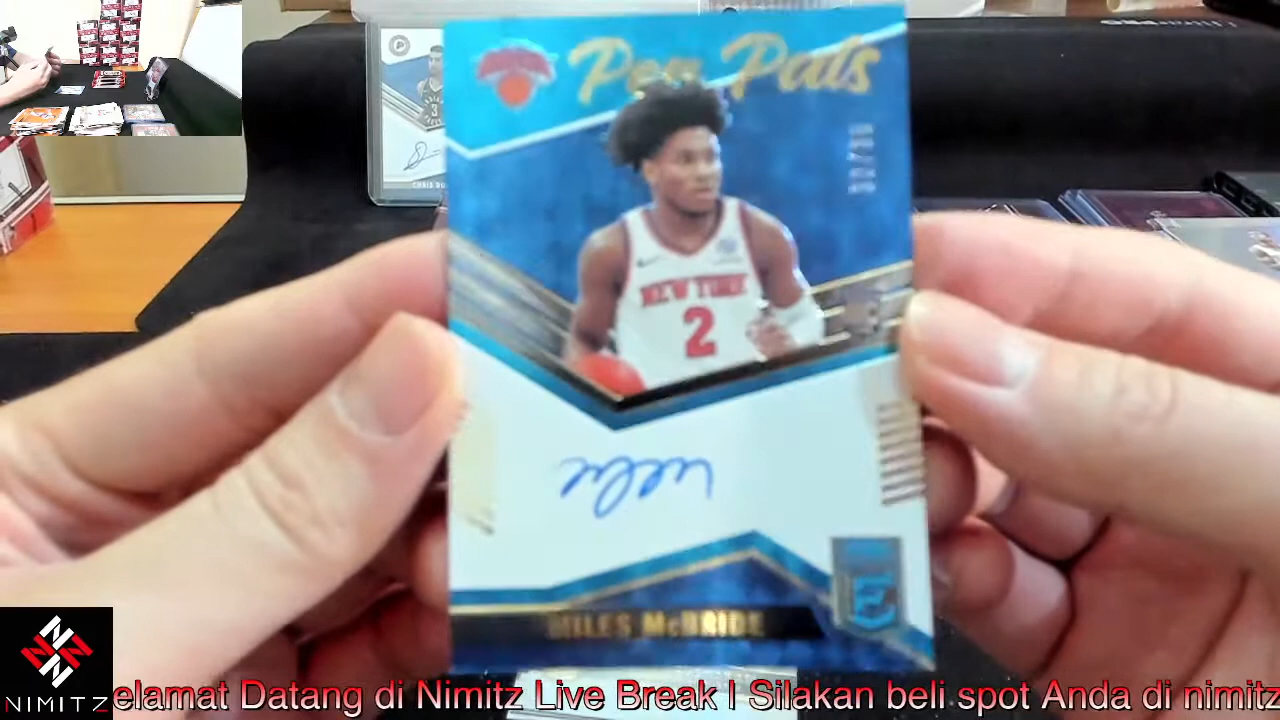 Pen Pals
NEW YORK
2
MILES McBRIDE
E
NIMITZ
elamat Datang di Nimitz Live Break | Silakan beli spot Anda di nimitz